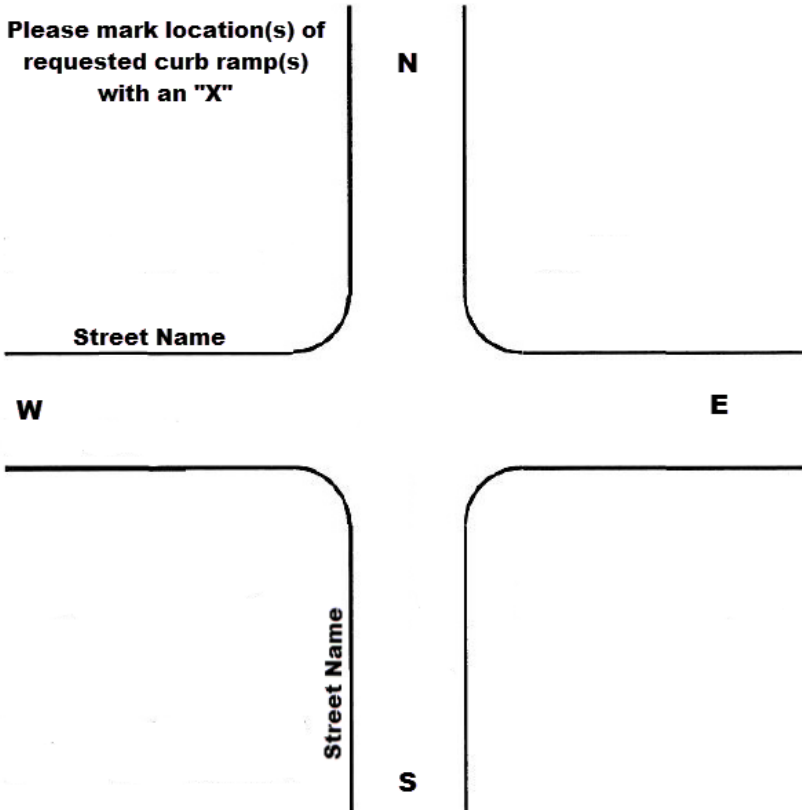 Please mark location(s) of
requested curb ramp(s)
with an "X"
N
Street Name
W
E
Street Name
S